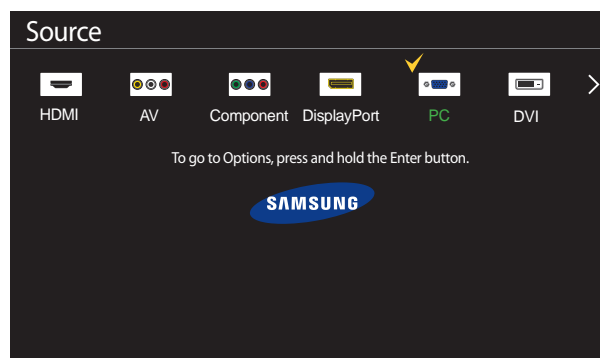 Source
HDMI AV Component DisplayPort PC DVI
To go to Options, press and hold the Enter button.
SAMSUNG